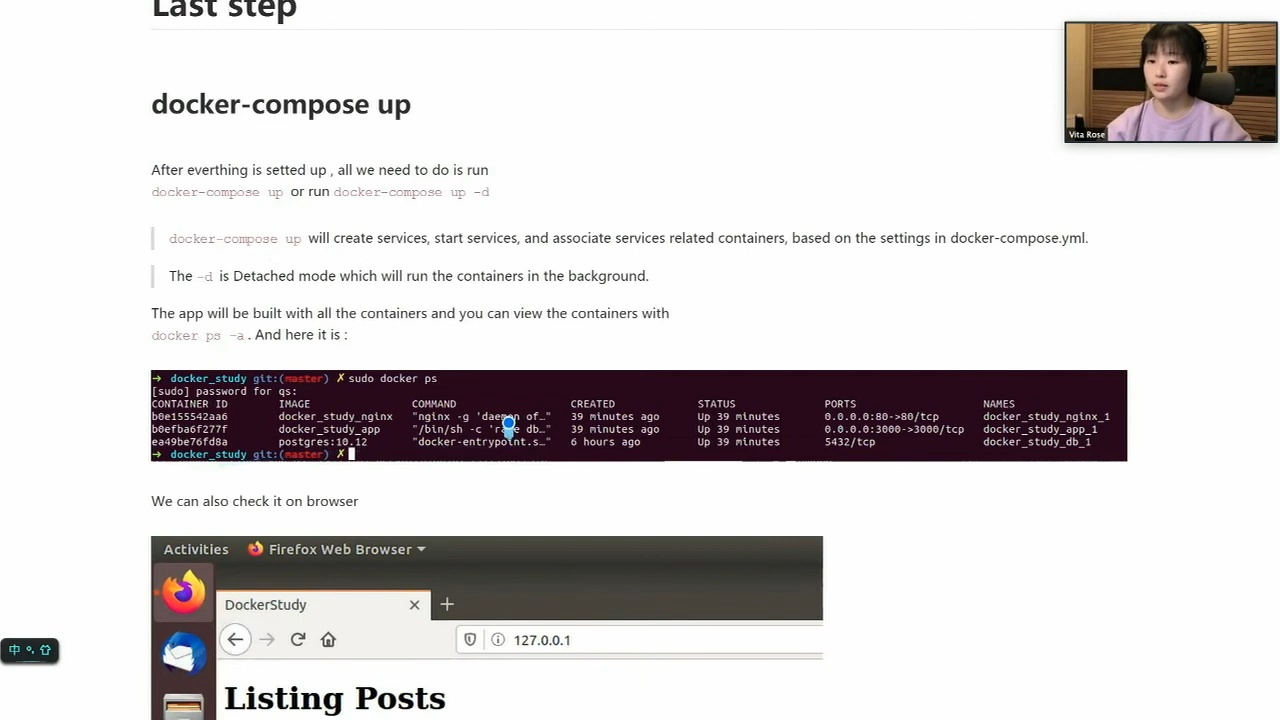 Last step
Vita Rose
docker-compose up
After everthing is setted up , all we need to do is run
docker-compose up or run docker-compose up -d
docker-compose up will create services, start services, and associate services related containers, based on the settings in docker-compose.yml.
The -d is Detached mode which will run the containers in the background.
The app will be built with all the containers and you can view the containers with
docker ps -a . And here it is :
→ docker_study git:(master) ✗ sudo docker ps
[sudo] password for qs:
CONTAINER ID IMAGE COMMAND CREATED STATUS PORTS NAMES
b0e155542aa6 docker_study_nginx "nginx -g 'daemon of…" 39 minutes ago Up 39 minutes 0.0.0.0:80->80/tcp docker_study_nginx_1
b0efba6f277f docker_study_app "/bin/sh -c 'rake db…" 39 minutes ago Up 39 minutes 0.0.0.0:3000->3000/tcp docker_study_app_1
ea49be76fd8a postgres:10.12 "docker-entrypoint.s…" 6 hours ago Up 39 minutes 5432/tcp docker_study_db_1
→ docker_study git:(master) ✗
We can also check it on browser
Activities Firefox Web Browser
DockerStudy
127.0.0.1
中
Listing Posts